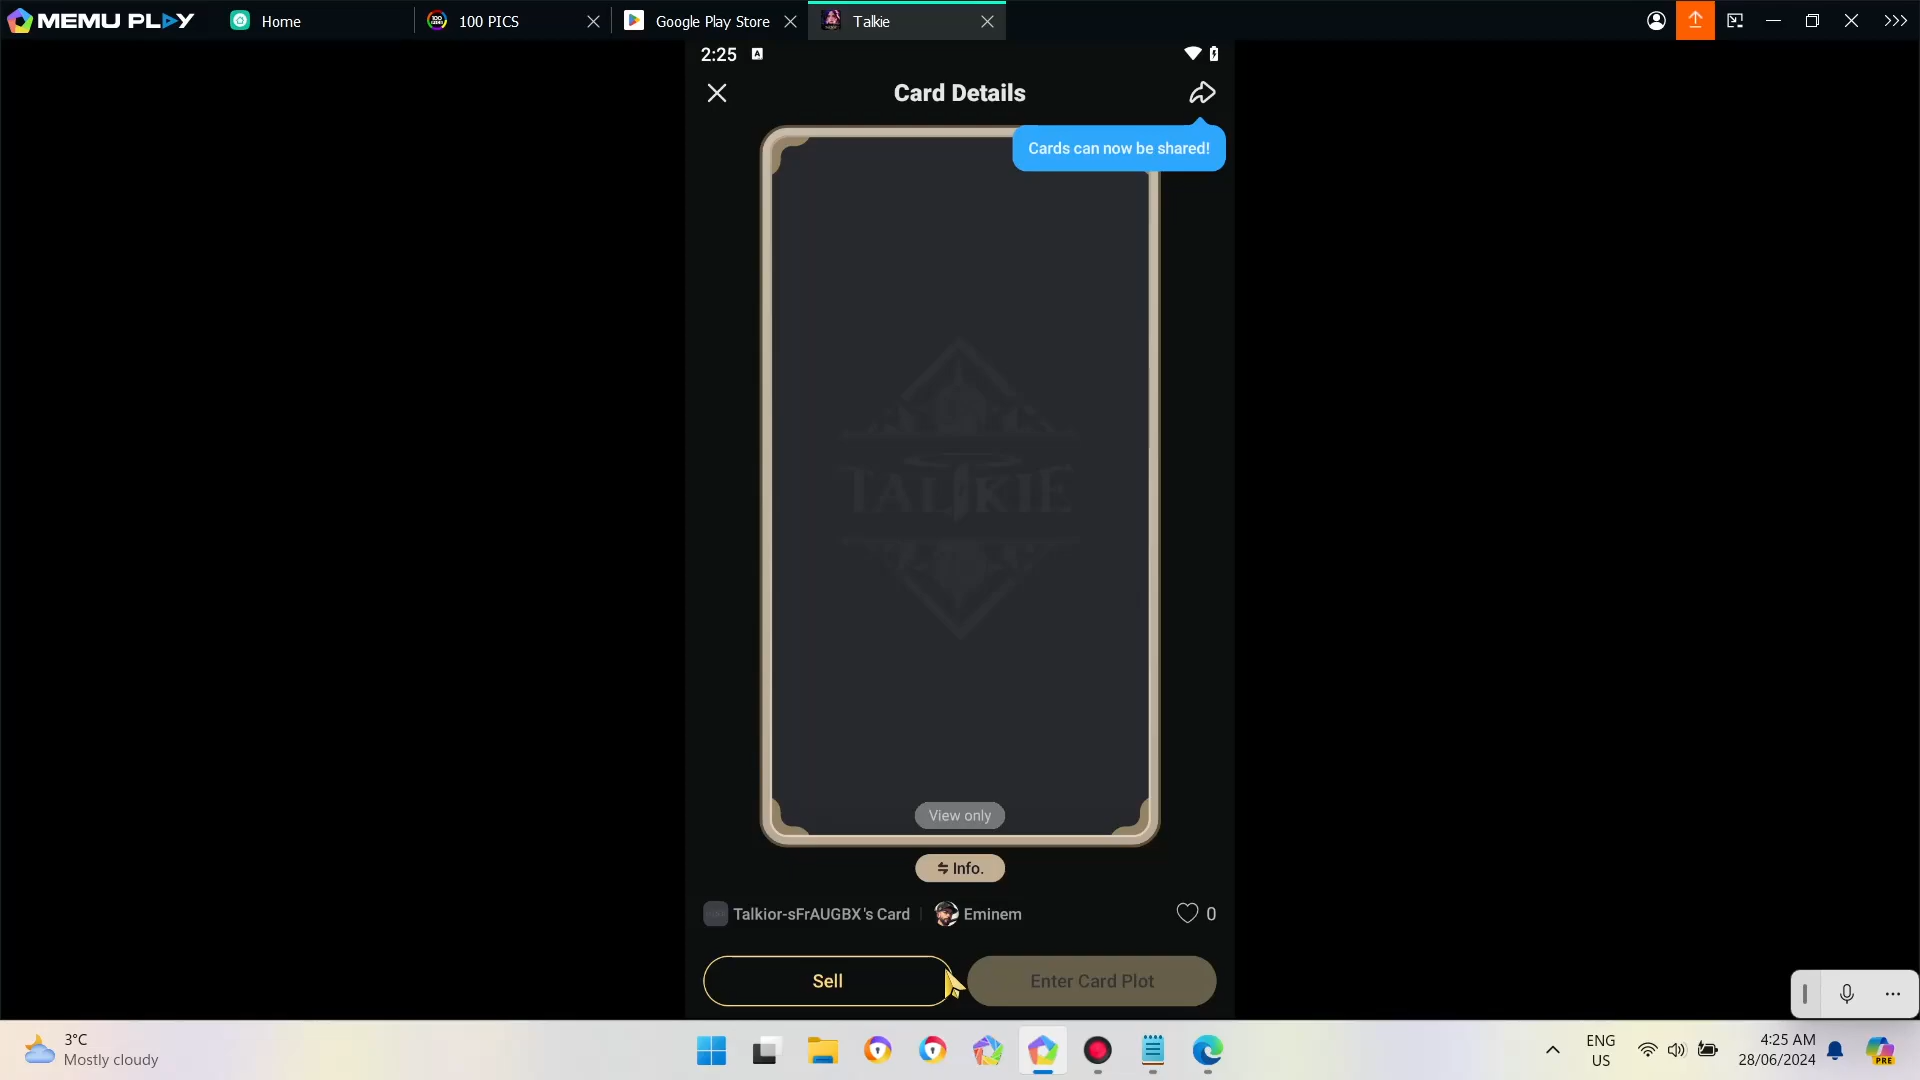 MEMU PLAY
Home
100 PICS
Google Play Store
Talkie
2:25
Card Details
Cards can now be shared!
TALKIE
View only
Info.
Talkior-sFrAUGBX's Card
Eminem
0
Sell
Enter Card Plot
3°C
Mostly cloudy
ENG
US
4:25 AM
28/06/2024
PRE